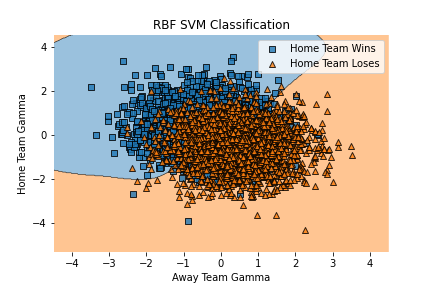 RBF SVM Classification
Home Team Wins
Home Team Loses
4
2
0
−2
−4
Home Team Gamma
−4 −3 −2 −1 0 1 2 3 4
Away Team Gamma